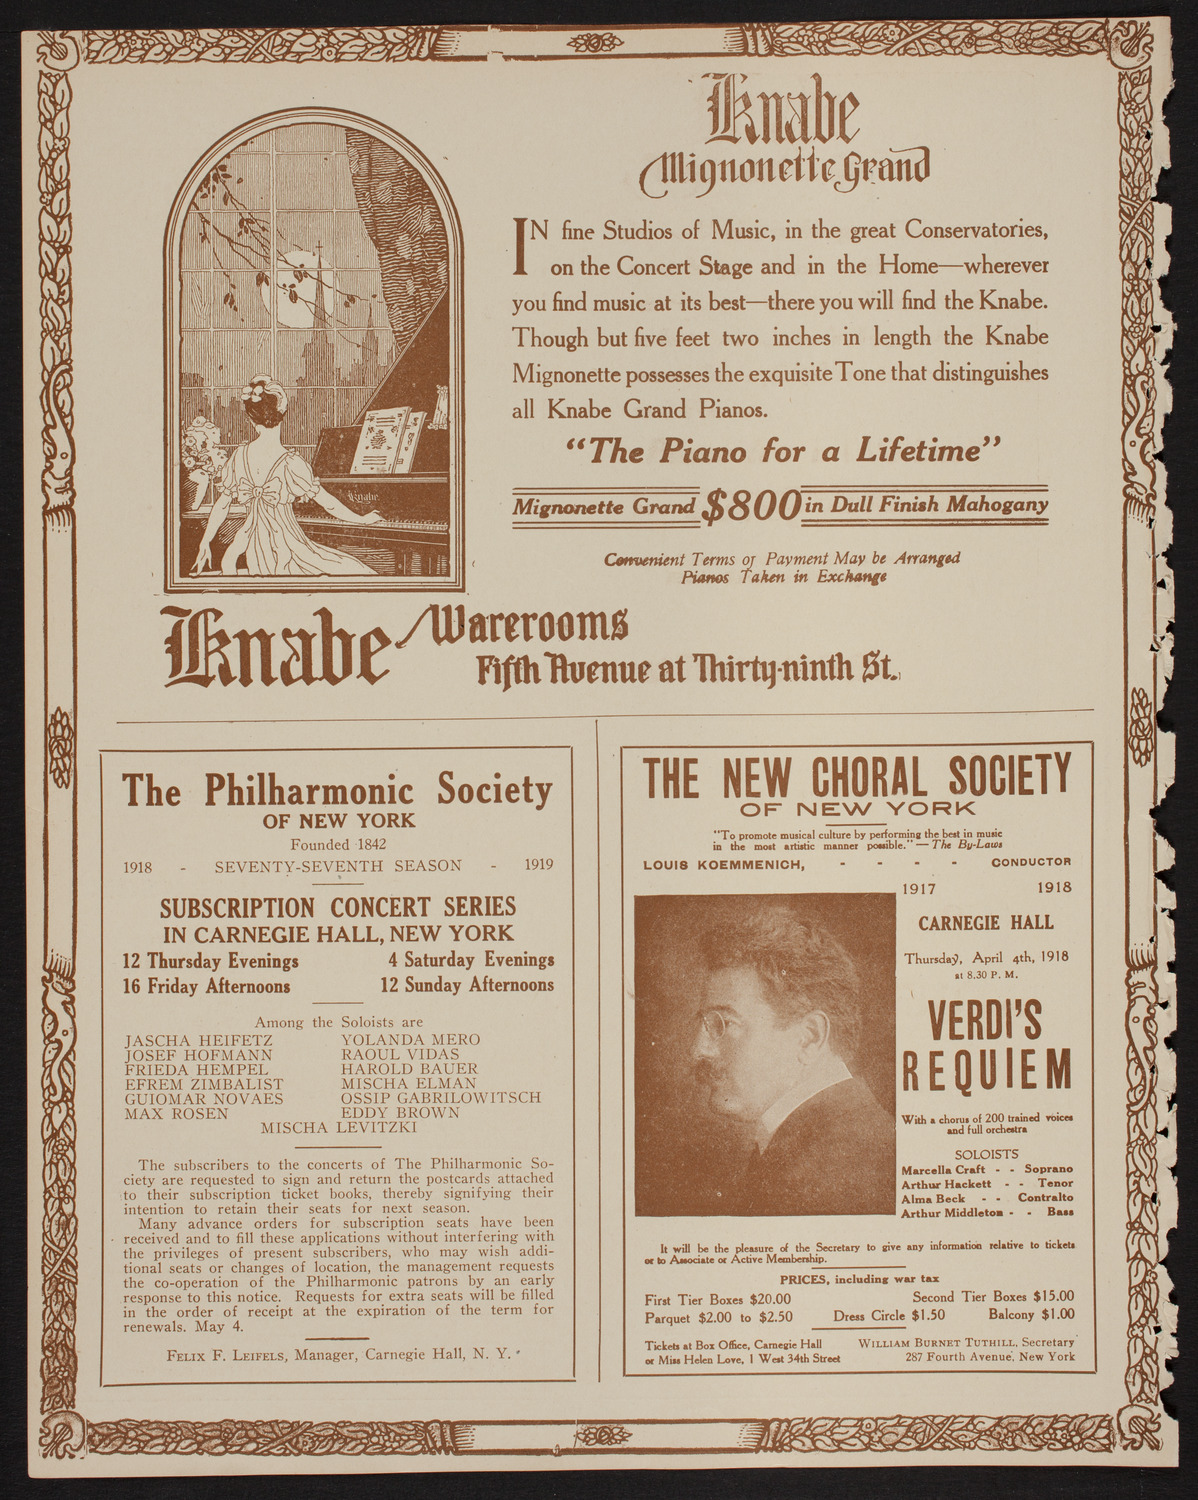 Knabe
Mignonette Grand
IN fine Studios of Music, in the great Conservatories,
on the Concert Stage and in the Home—wherever
you find music at its best—there you will find the Knabe.
Though but five feet two inches in length the Knabe
Mignonette possesses the exquisite Tone that distinguishes
all Knabe Grand Pianos.
"The Piano for a Lifetime"
Mignonette Grand $800 in Dull Finish Mahogany
Convenient Terms of Payment May be Arranged
Pianos Taken in Exchange
Knabe
Knabe Warerooms
Fifth Avenue at Thirty-ninth St.
The Philharmonic Society
OF NEW YORK
Founded 1842
1918 - SEVENTY-SEVENTH SEASON - 1919
SUBSCRIPTION CONCERT SERIES
IN CARNEGIE HALL, NEW YORK
12 Thursday Evenings 4 Saturday Evenings
16 Friday Afternoons 12 Sunday Afternoons
Among the Soloists are
JASCHA HEIFETZ YOLANDA MERO
JOSEF HOFMANN RAOUL VIDAS
FRIEDA HEMPEL HAROLD BAUER
EFREM ZIMBALIST MISCHA ELMAN
GUIOMAR NOVAES OSSIP GABRILOWITSCH
MAX ROSEN EDDY BROWN
MISCHA LEVITZKI
The subscribers to the concerts of The Philharmonic So-
ciety are requested to sign and return the postcards attached
to their subscription ticket books, thereby signifying their
intention to retain their seats for next season.
Many advance orders for subscription seats have been
received and to fill these applications without interfering with
the privileges of present subscribers, who may wish addi-
tional seats or changes of location, the management requests
the co-operation of the Philharmonic patrons by an early
response to this notice. Requests for extra seats will be filled
in the order of receipt at the expiration of the term for
renewals. May 4.
FELIX F. LEIFELS, Manager, Carnegie Hall, N. Y.
THE NEW CHORAL SOCIETY
OF NEW YORK
"To promote musical culture by performing the best in music
in the most artistic manner possible." — The By-Laws
LOUIS KOEMMENICH, - - - - CONDUCTOR
1917 1918
CARNEGIE HALL
Thursday, April 4th, 1918
at 8.30 P. M.
VERDI'S
REQUIEM
With a chorus of 200 trained voices
and full orchestra
SOLOISTS
Marcella Craft - - Soprano
Arthur Hackett - - Tenor
Alma Beck - - Contralto
Arthur Middleton - - Bass
It will be the pleasure of the Secretary to give any information relative to tickets
or to Associate or Active Membership.
PRICES, including war tax
First Tier Boxes $20.00 Second Tier Boxes $15.00
Parquet $2.00 to $2.50 Dress Circle $1.50 Balcony $1.00
Tickets at Box Office, Carnegie Hall
or Miss Helen Love, 1 West 34th Street
WILLIAM BURNET TUTHILL, Secretary
287 Fourth Avenue, New York